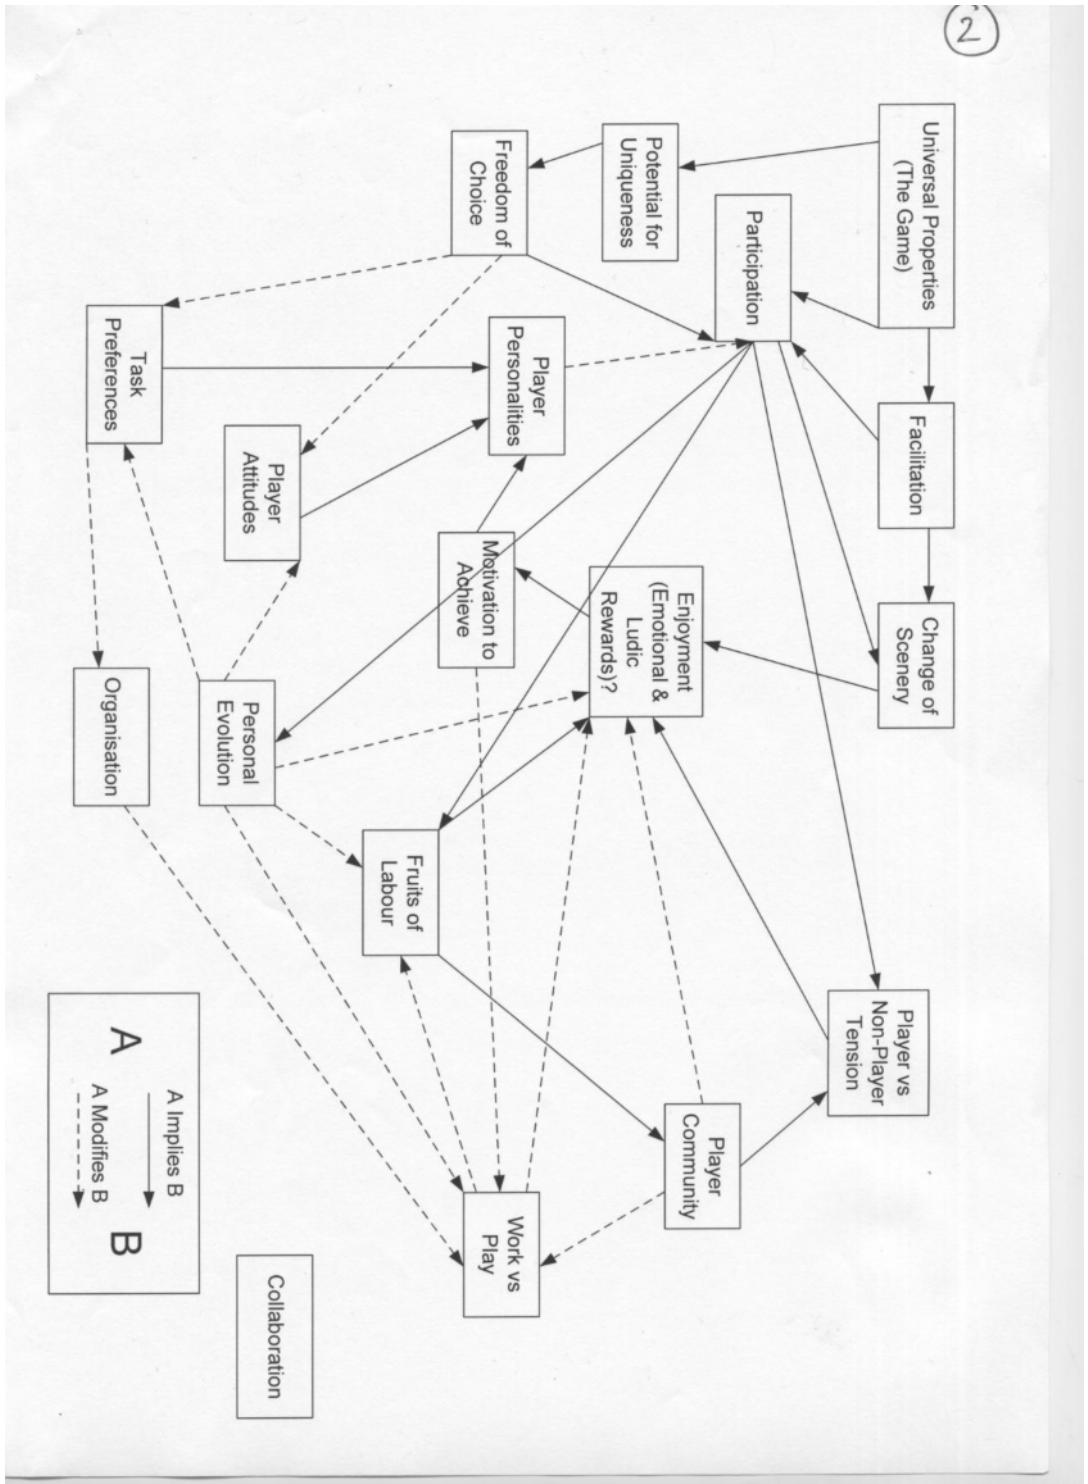 2
Universal Properties
(The Game)
Facilitation
Change of
Scenery
Player vs
Non-Player
Tension
Participation
Potential for
Uniqueness
Enjoyment
(Emotional &
Ludic
Rewards)?
Player
Community
Freedom of
Choice
Player
Personalities
Motivation to
Achieve
Work vs
Play
Fruits of
Labour
Player
Attitudes
Personal
Evolution
Collaboration
Task
Preferences
Organisation
A Implies B
A
B
A Modifies B